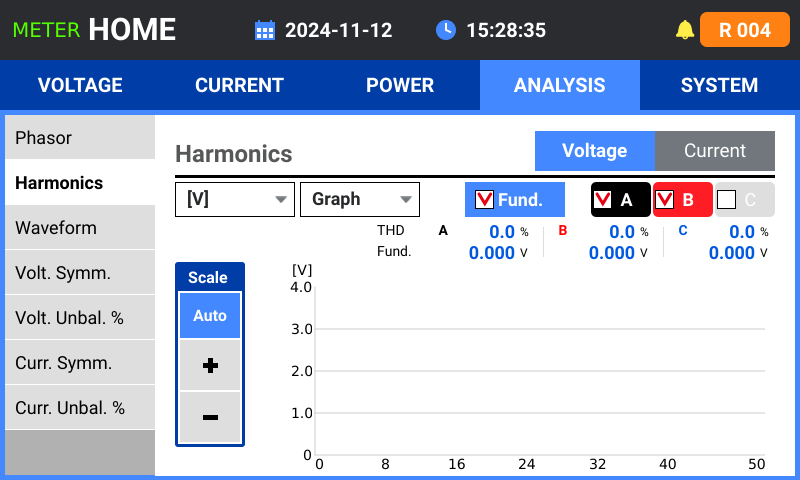 METER HOME 2024-11-12 15:28:35 R 004
VOLTAGE CURRENT POWER ANALYSIS SYSTEM
Phasor
Harmonics
Waveform
Volt. Symm.
Volt. Unbal. %
Curr. Symm.
Curr. Unbal. %
Harmonics Voltage Current
[V] Graph Fund. A B C
THD A 0.0 % B 0.0 % C 0.0 %
Fund. 0.000 V 0.000 V 0.000 V
Scale
Auto
+
−
[V]
4.0
3.0
2.0
1.0
0
0 8 16 24 32 40 50